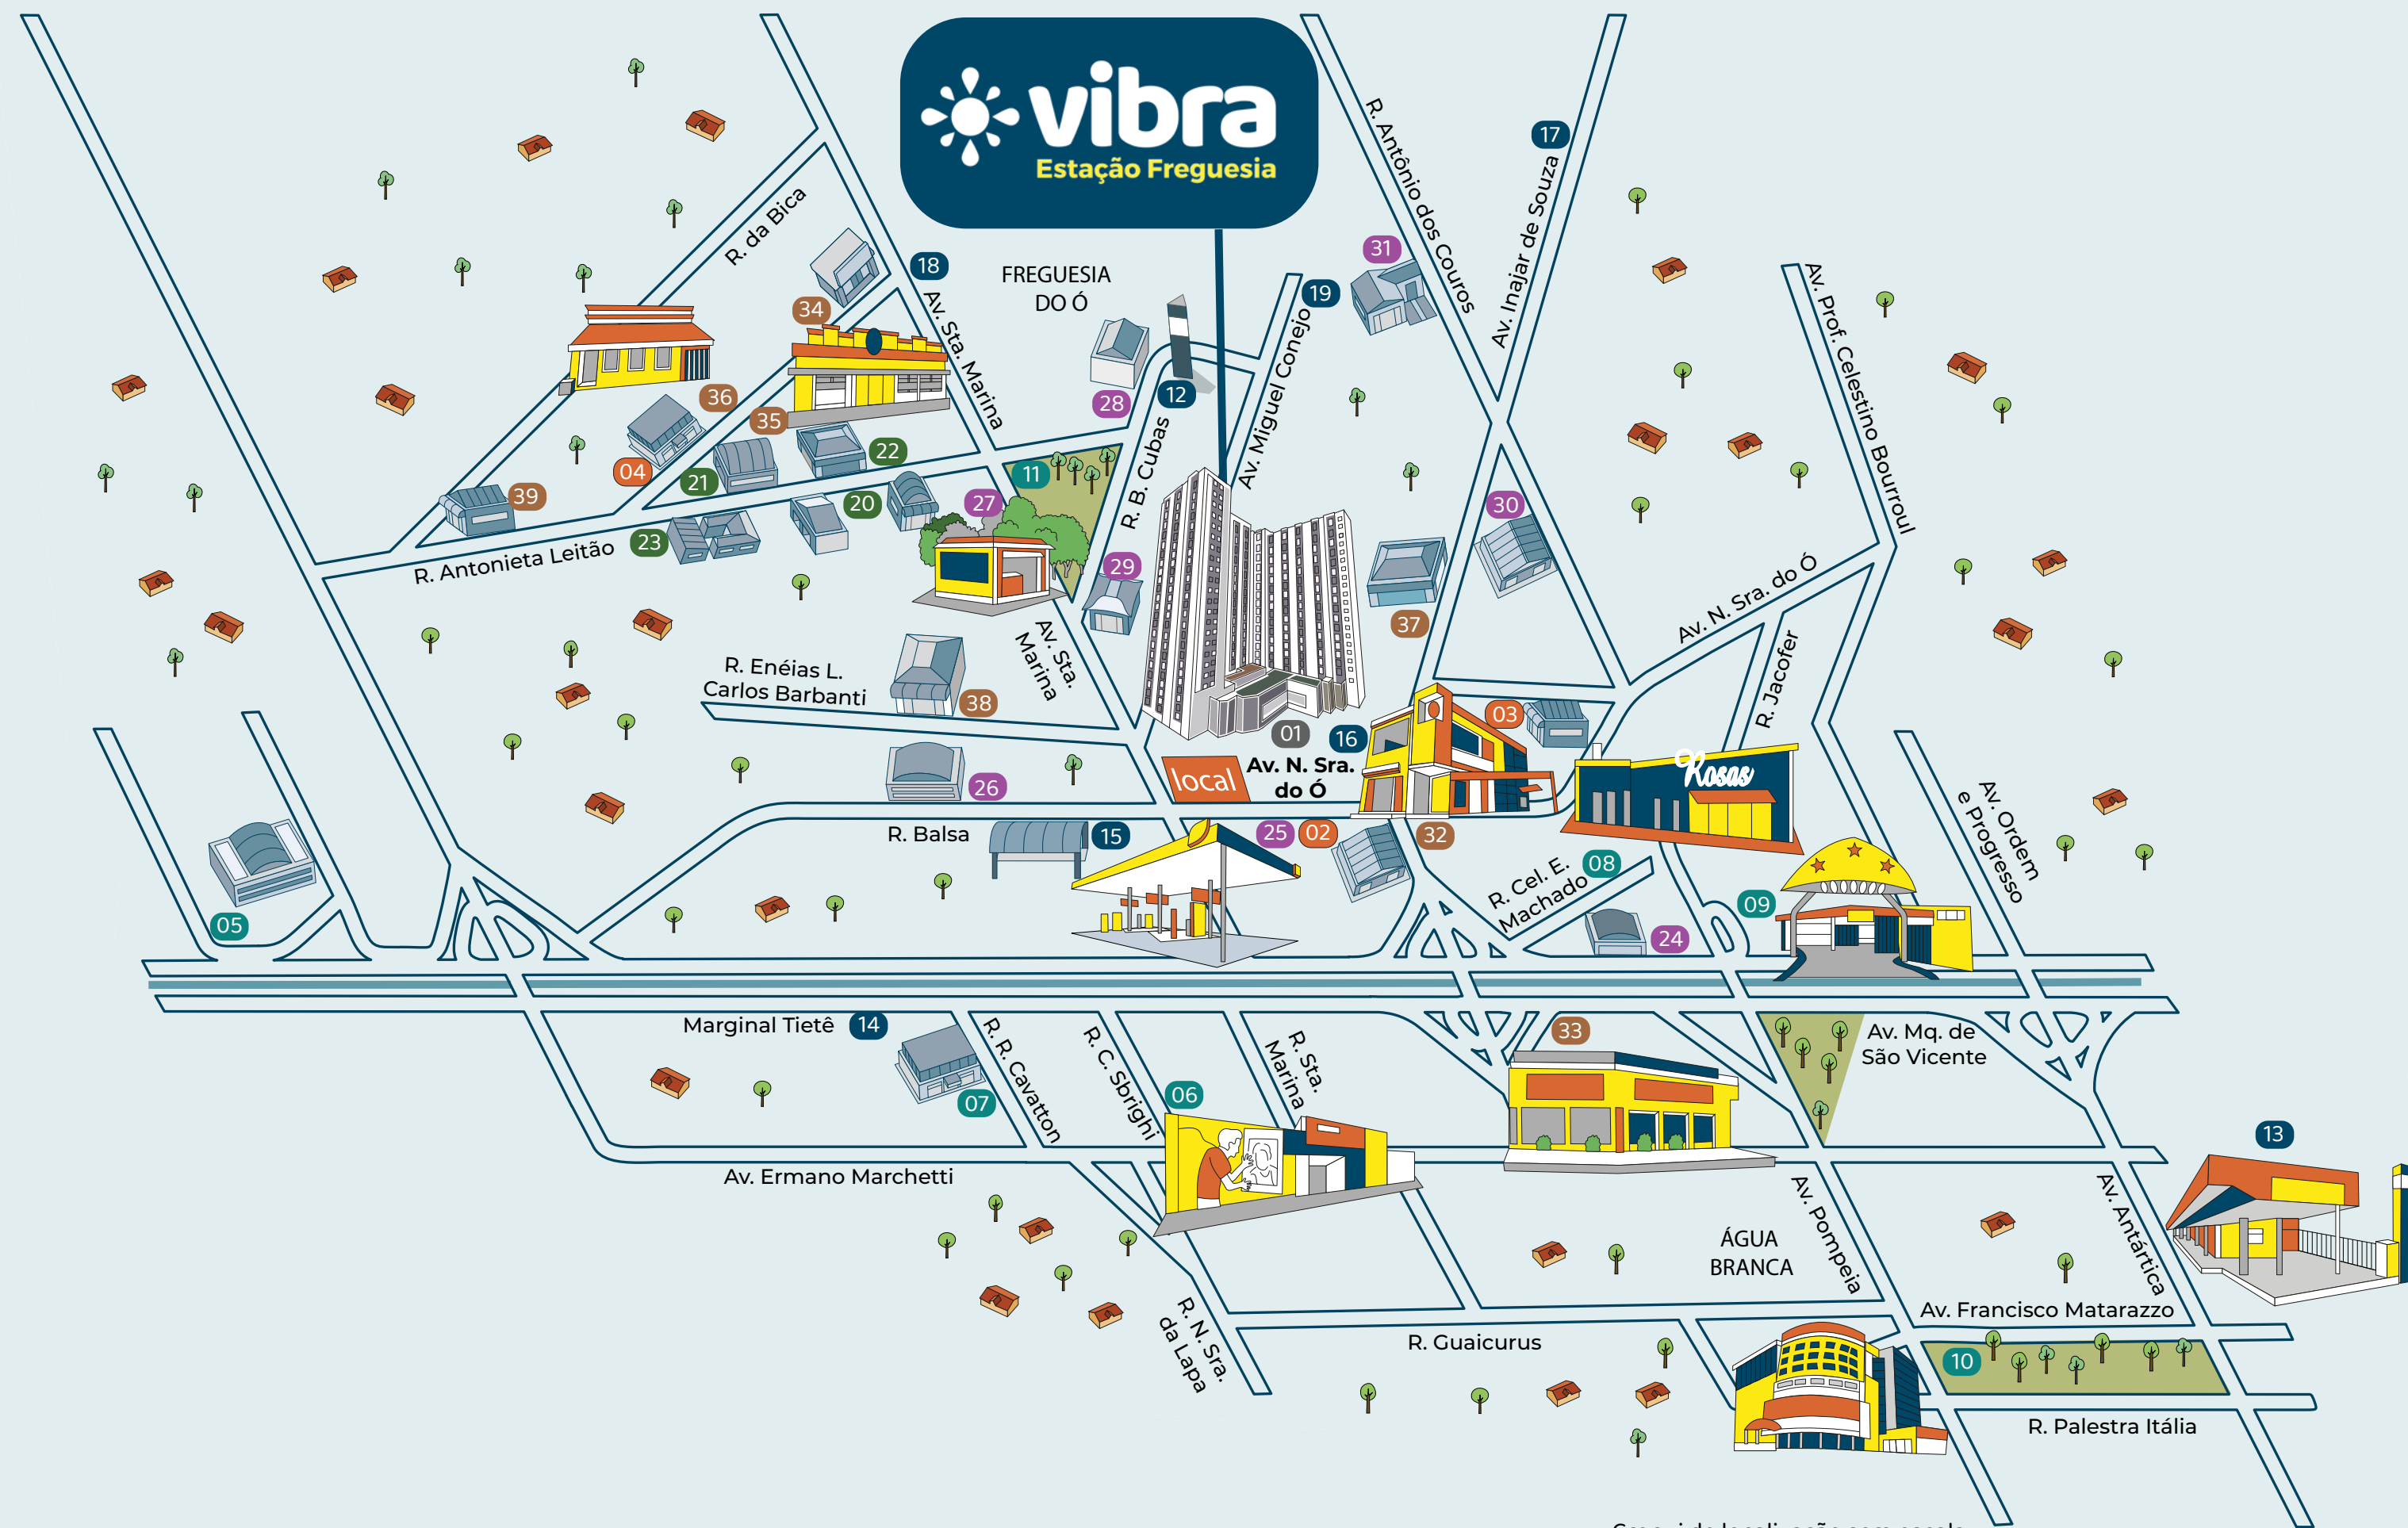 vibra
Estação Freguesia
R. Antônio dos Couros
17
Av. Inajar de Souza
R. da Bica
18
Av. Sta. Marina
FREGUESIA
DO Ó
19
Av. Miguel Conejo
31
Av. Prof. Celestino Bourroul
34
36
35
28
12
R. B. Cubas
04
21
22
11
39
20
27
30
23
R. Antonieta Leitão
29
37
Av. N. Sra. do Ó
R. Jacofer
Av. Sta.
Marina
R. Enéias L.
Carlos Barbanti
38
01
16
03
local
Av. N. Sra.
do Ó
Rosas
26
R. Balsa
15
25
02
32
Av. Ordem
e Progresso
R. Cel. E.
Machado
08
09
05
24
Marginal Tietê
14
R. R. Cavatton
R. C. Sbrighi
R. Sta.
Marina
33
Av. Mq. de
São Vicente
07
06
13
Av. Ermano Marchetti
Av. Pompeia
Av. Antártica
ÁGUA
BRANCA
R. N. Sra.
da Lapa
Av. Francisco Matarazzo
R. Guaicurus
10
R. Palestra Itália